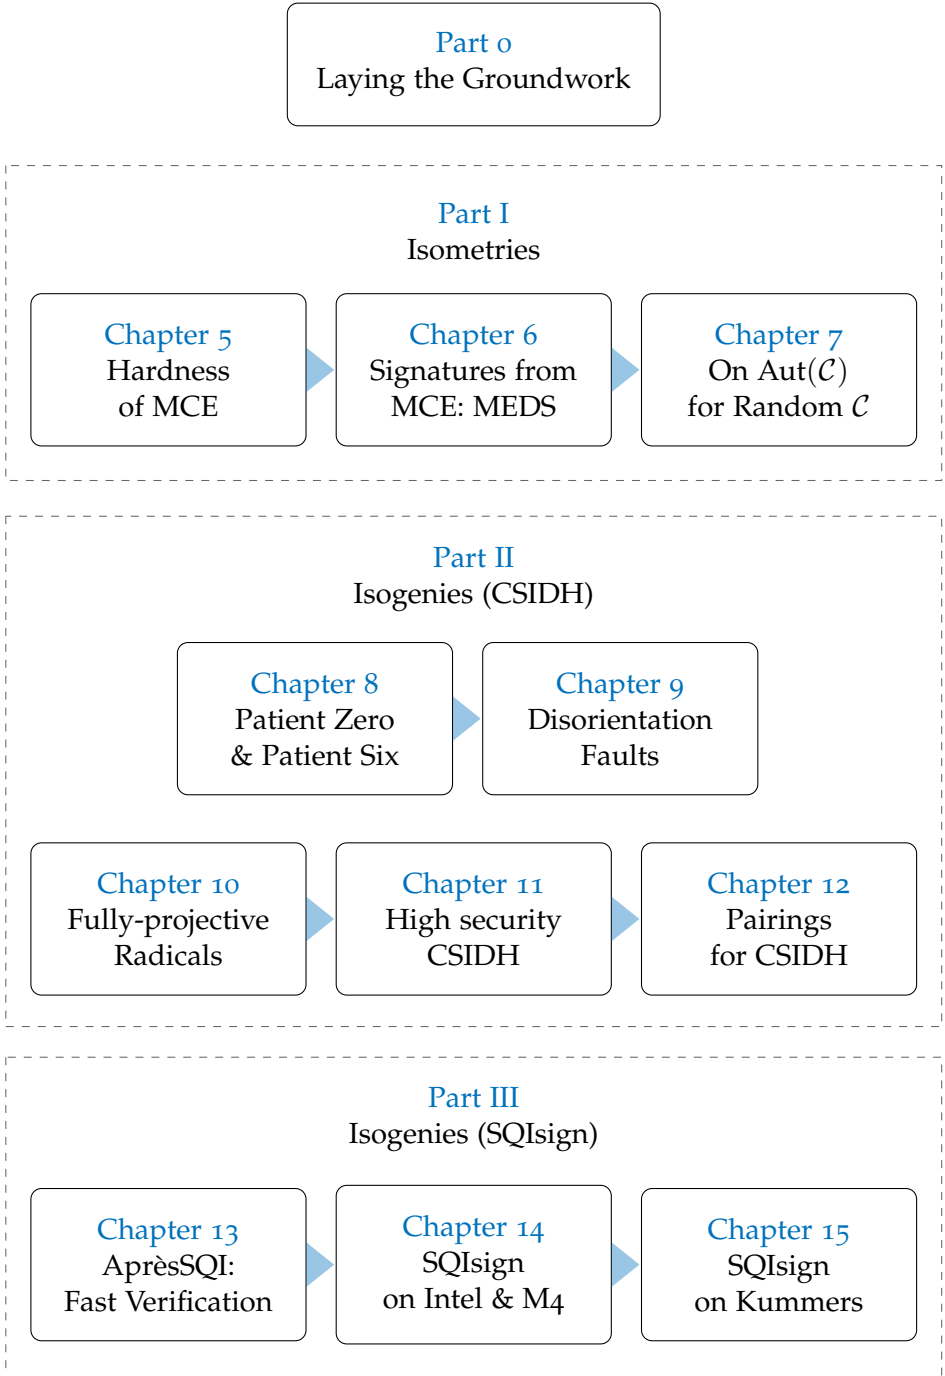 Part 0
Laying the Groundwork
Part I
Isometries
Chapter 5
Hardness
of MCE
Chapter 6
Signatures from
MCE: MEDS
Chapter 7
On Aut(𝒞)
for Random 𝒞
Part II
Isogenies (CSIDH)
Chapter 8
Patient Zero
& Patient Six
Chapter 9
Disorientation
Faults
Chapter 10
Fully-projective
Radicals
Chapter 11
High security
CSIDH
Chapter 12
Pairings
for CSIDH
Part III
Isogenies (SQIsign)
Chapter 13
AprèsSQI:
Fast Verification
Chapter 14
SQIsign
on Intel & M4
Chapter 15
SQIsign
on Kummers